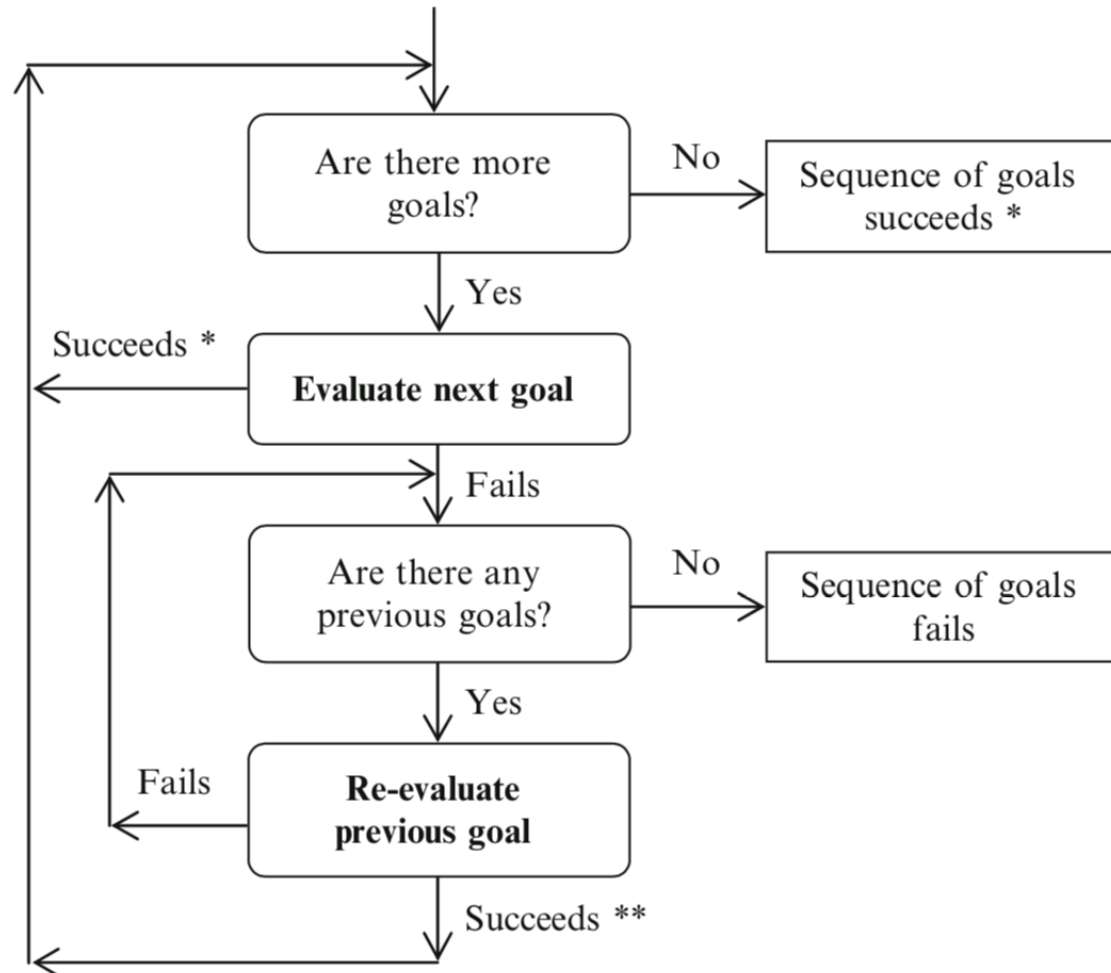 Are there more
goals?
No
Sequence of goals
succeeds *
Yes
Succeeds *
Evaluate next goal
Fails
Are there any
previous goals?
No
Sequence of goals
fails
Yes
Fails
Re-evaluate
previous goal
Succeeds **